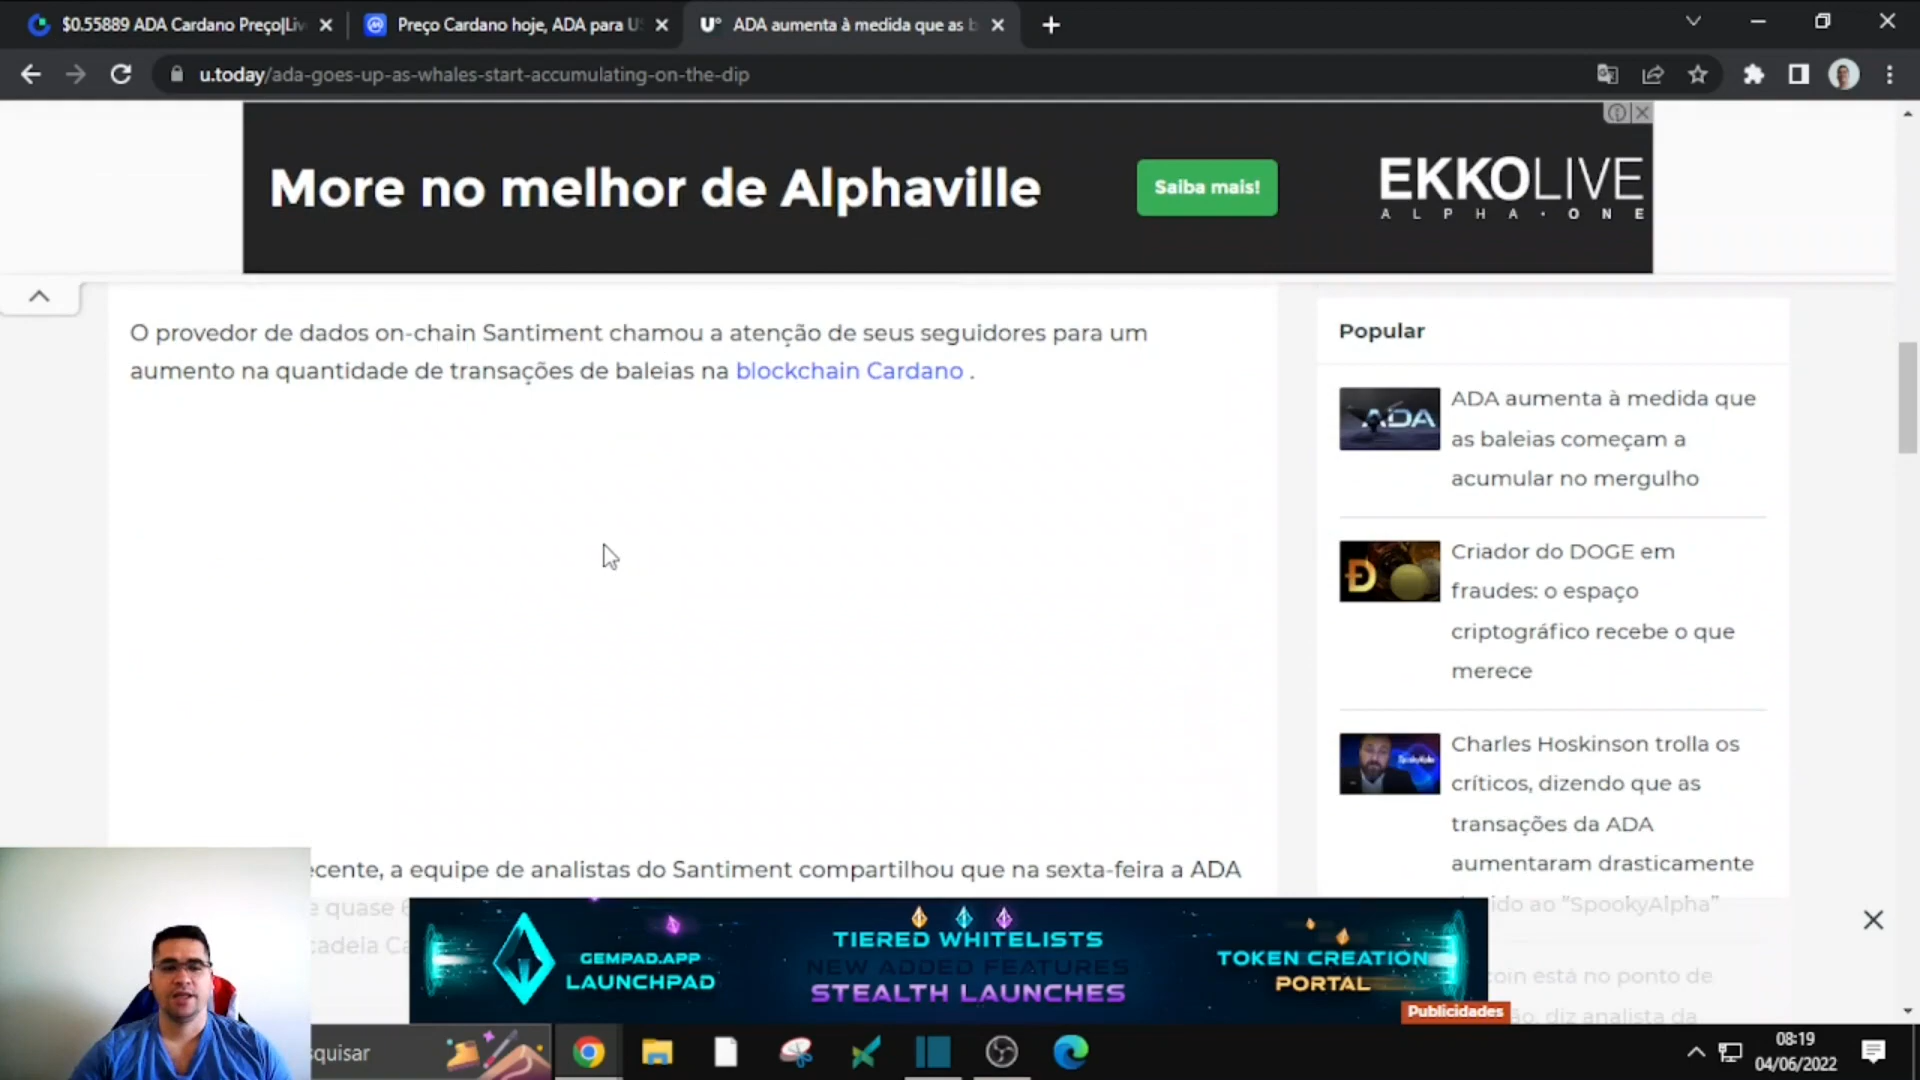 $0.55889 ADA Cardano Preço|Liv
Preço Cardano hoje, ADA para U
ADA aumenta à medida que as b
u.today/ada-goes-up-as-whales-start-accumulating-on-the-dip
More no melhor de Alphaville
Saiba mais!
EKKOLIVE
ALPHA · ONE
O provedor de dados on-chain Santiment chamou a atenção de seus seguidores para um
aumento na quantidade de transações de baleias na blockchain Cardano .
Popular
ADA
ADA aumenta à medida que
as baleias começam a
acumular no mergulho
Criador do DOGE em
fraudes: o espaço
criptográfico recebe o que
merece
Charles Hoskinson trolla os
críticos, dizendo que as
transações da ADA
aumentaram drasticamente
ido ao "SpookyAlpha"
coin está no ponto de
ão, diz analista da
ecente, a equipe de analistas do Santiment compartilhou que na sexta-feira a ADA
e quase 6
cadela Ca
GEMPAD.APP
LAUNCHPAD
TIERED WHITELISTS
NEW ADDED FEATURES
STEALTH LAUNCHES
TOKEN CREATION
PORTAL
Publicidades
squisar
08:19
04/06/2022